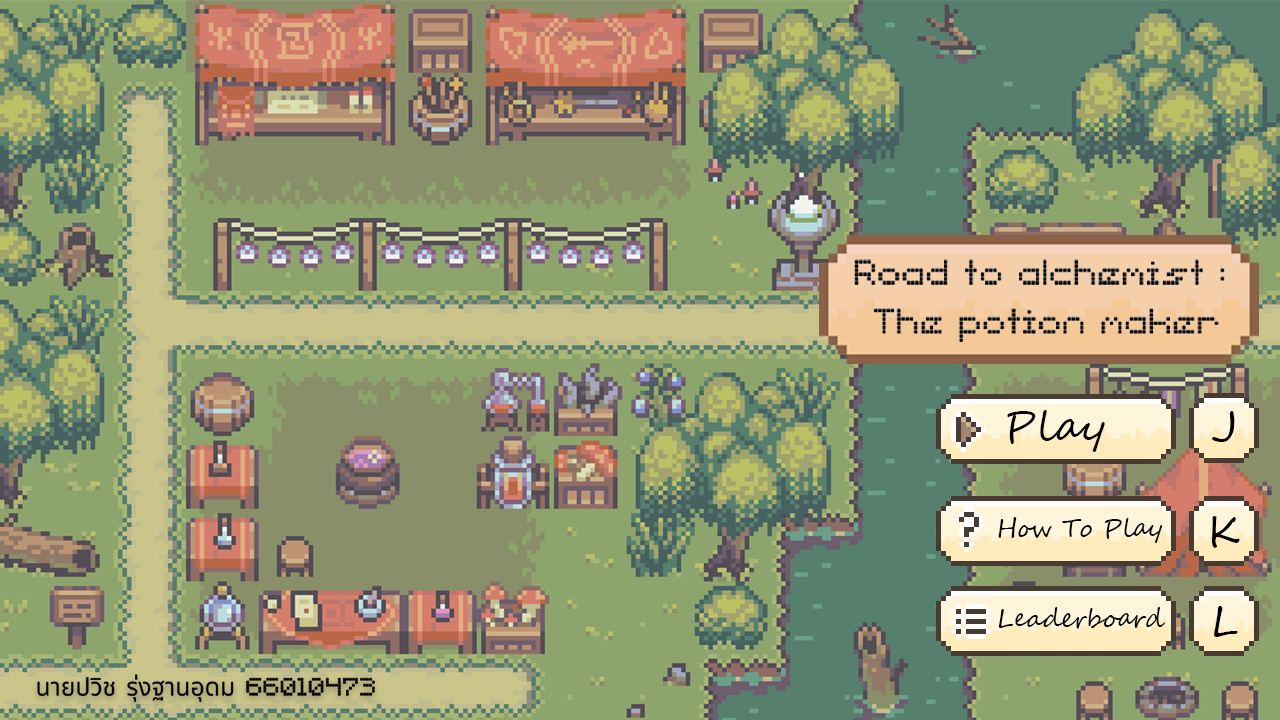 Road to alchemist :
The potion maker
Play
J
How To Play
K
Leaderboard
L
นายปวิช รุ่งฐานอุดม 66010473